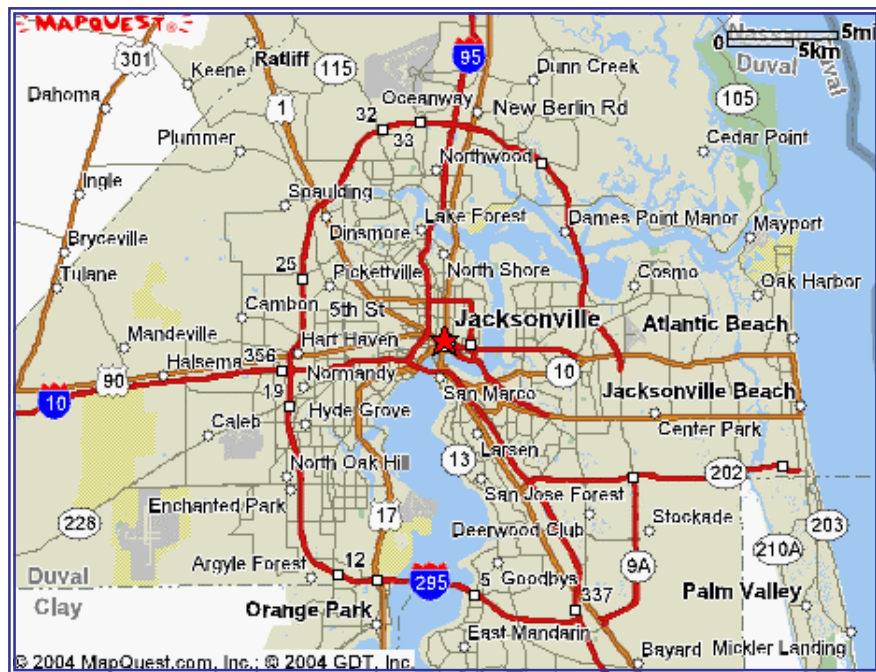 MAPQUEST®
0 5mi
5km
Nassau
Duval
Duval
301
Ratliff
Keene
115
95
Dunn Creek
Dahoma
1
Oceanway
New Berlin Rd
105
32
33
Plummer
Northwood
Cedar Point
Ingle
Spaulding
Lake Forest
Dames Point Manor
Mayport
Dinsmore
Bryceville
25
Pickettville
North Shore
Cosmo
Oak Harbor
Tulane
Cambon
5th St
Jacksonville
Atlantic Beach
Mandeville
Hart Haven
356
Halsema
90
10
10
Normandy
San Marco
Jacksonville Beach
19
Hyde Grove
Center Park
Caleb
13
Larsen
North Oak Hill
202
San Jose Forest
Enchanted Park
17
Stockade
203
228
Deerwood Club
210A
Argyle Forest
12
9A
Goodbys
Duval
295
5
337
Palm Valley
Clay
Orange Park
East Mandarin
Bayard
Mickler Landing
© 2004 MapQuest.com, Inc.; © 2004 GDT, Inc.